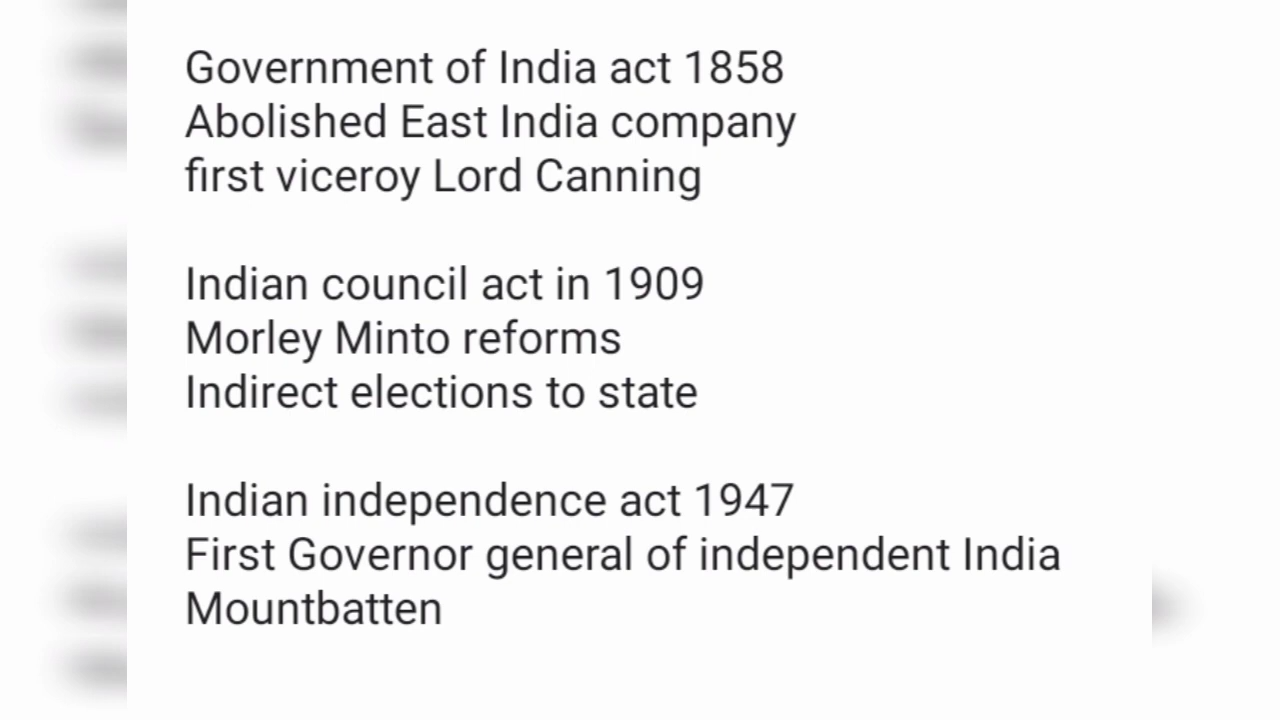 Government of India act 1858
Abolished East India company
first viceroy Lord Canning
Indian council act in 1909
Morley Minto reforms
Indirect elections to state
Indian independence act 1947
First Governor general of independent India
Mountbatten